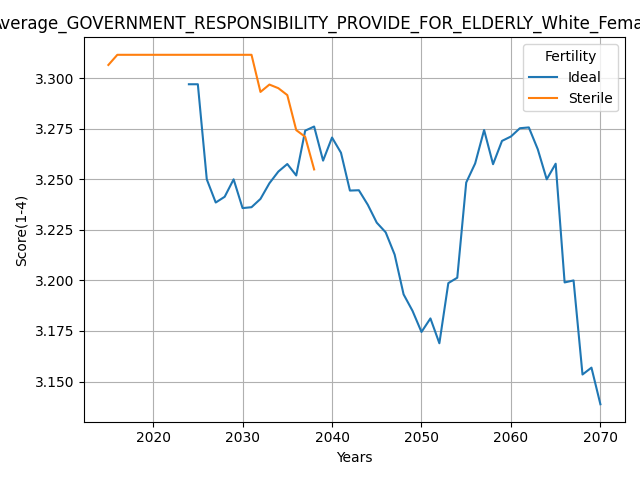 Average_GOVERNMENT_RESPONSIBILITY_PROVIDE_FOR_ELDERLY_White_Fema
Fertility
Ideal
Sterile
3.300
3.275
3.250
3.225
3.200
3.175
3.150
Score(1-4)
2020 2030 2040 2050 2060 2070
Years